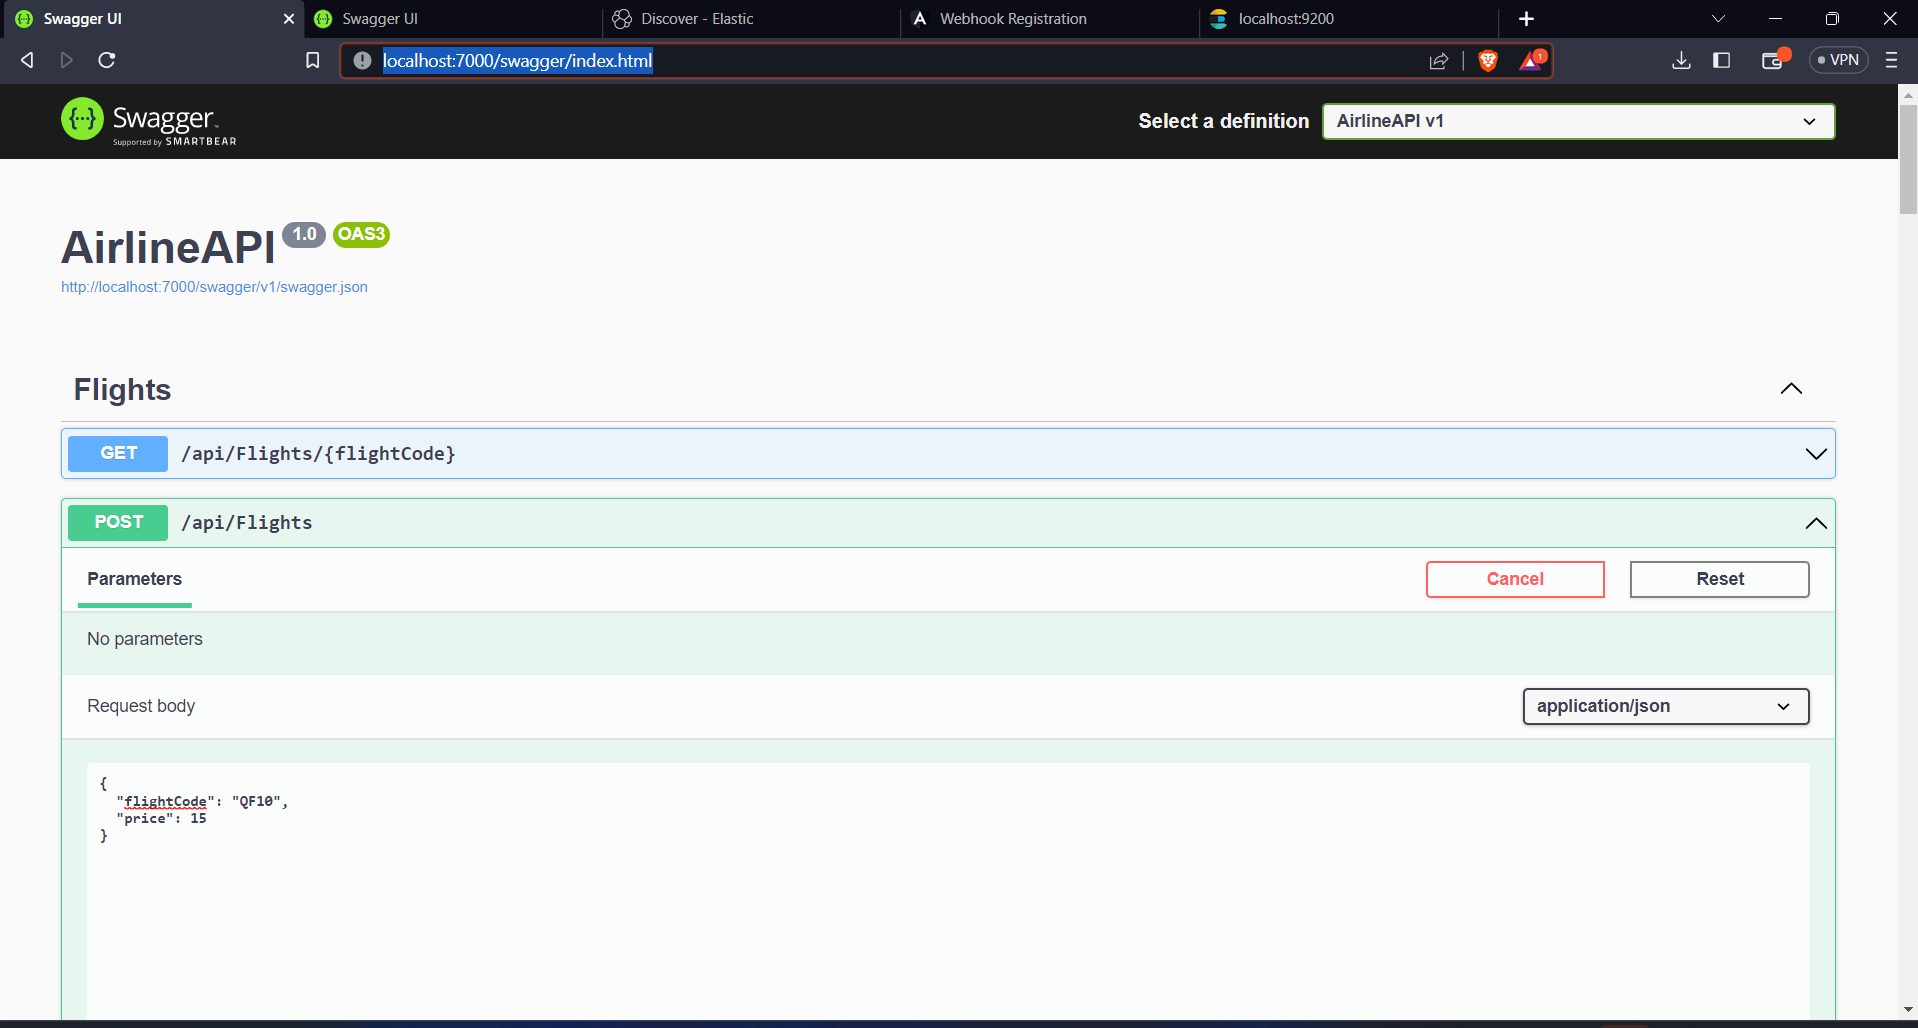 Swagger UI
Swagger UI
Discover - Elastic
Webhook Registration
localhost:9200
localhost:7000/swagger/index.html
1
VPN
Swagger
Supported by SMARTBEAR
Select a definition
AirlineAPI v1
AirlineAPI 1.0 OAS3
http://localhost:7000/swagger/v1/swagger.json
Flights
GET /api/Flights/{flightCode}
POST /api/Flights
Parameters
Cancel
Reset
No parameters
Request body
application/json
{
"flightCode": "QF10",
"price": 15
}